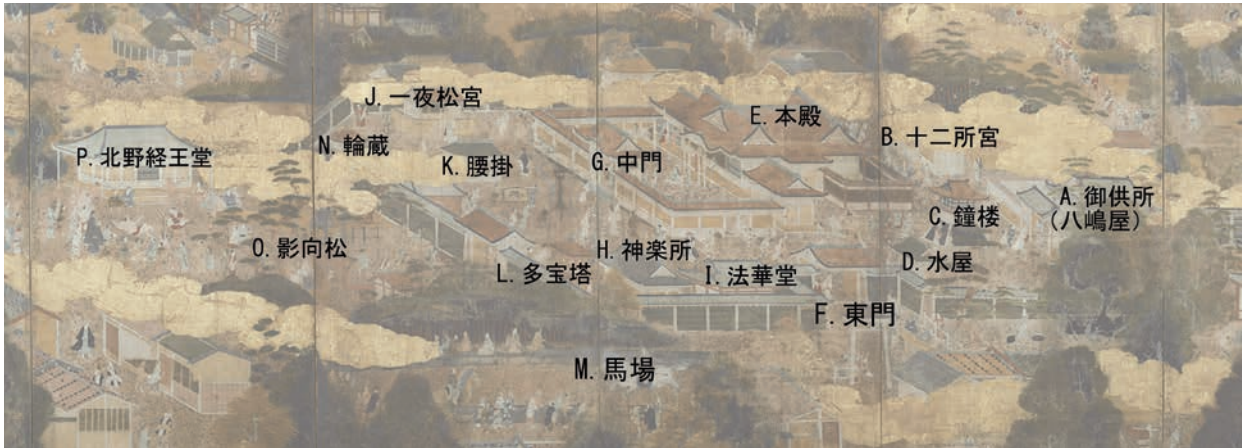 J. 一夜松宮
E. 本殿
B. 十二所宮
N. 輪蔵
P. 北野経王堂
K. 腰掛
G. 中門
A. 御供所
(八嶋屋)
C. 鐘楼
O. 影向松
H. 神楽所
L. 多宝塔
I. 法華堂
D. 水屋
F. 東門
M. 馬場